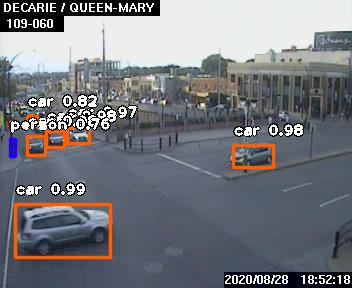 DECARIE / QUEEN-MARY
109-060
car 0.82
person 0.76
car 0.98
car 0.99
2020/08/28 18:52:18